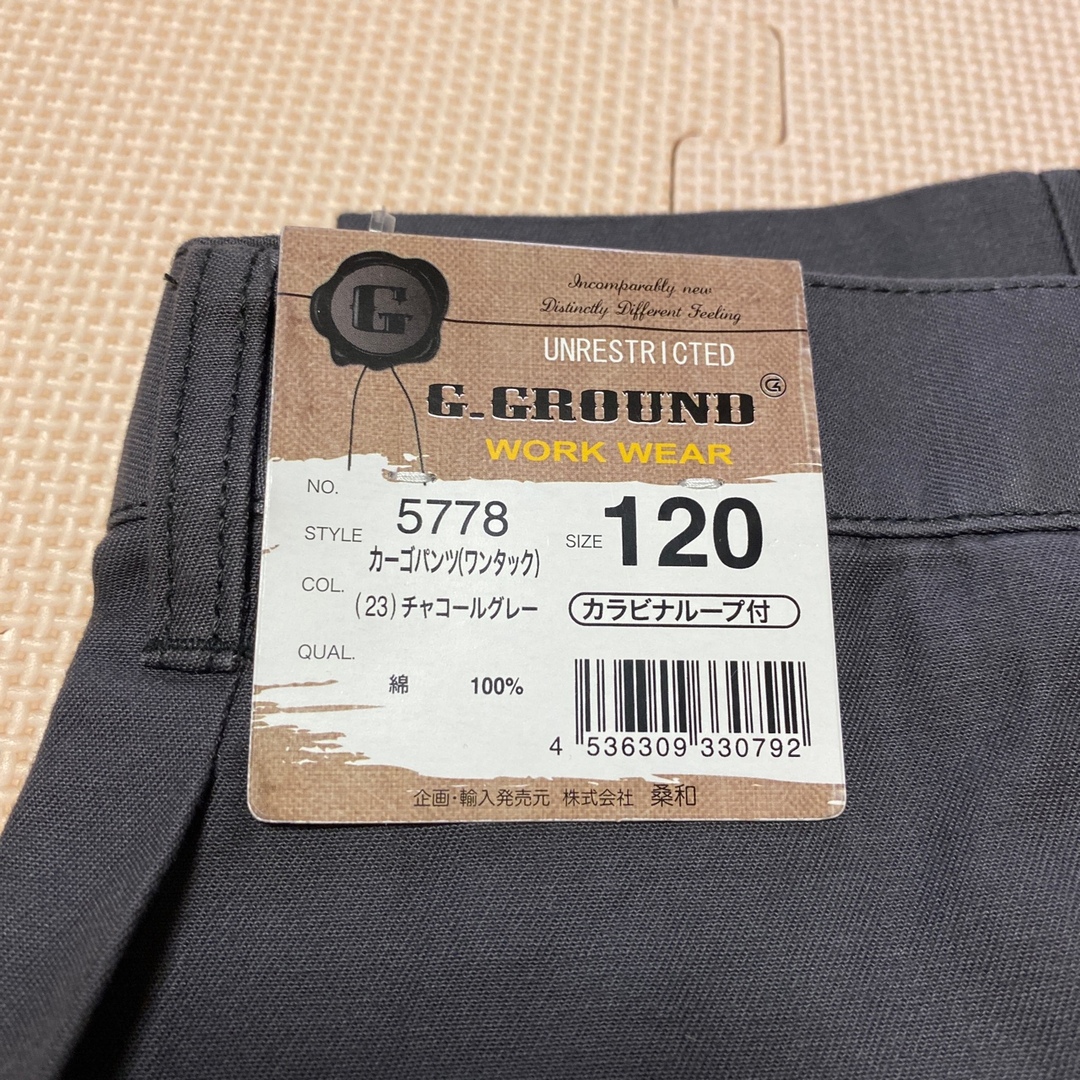 G
Incomparably new
Distinctly Different Feeling
UNRESTRICTED
G.GROUND
WORK WEAR
NO. 5778
STYLE カーゴパンツ(ワンタック)
SIZE 120
COL. (23)チャコールグレー
カラビナループ付
QUAL.
綿 100%
4 536309 330792
企画・輸入発売元 株式会社 桑和